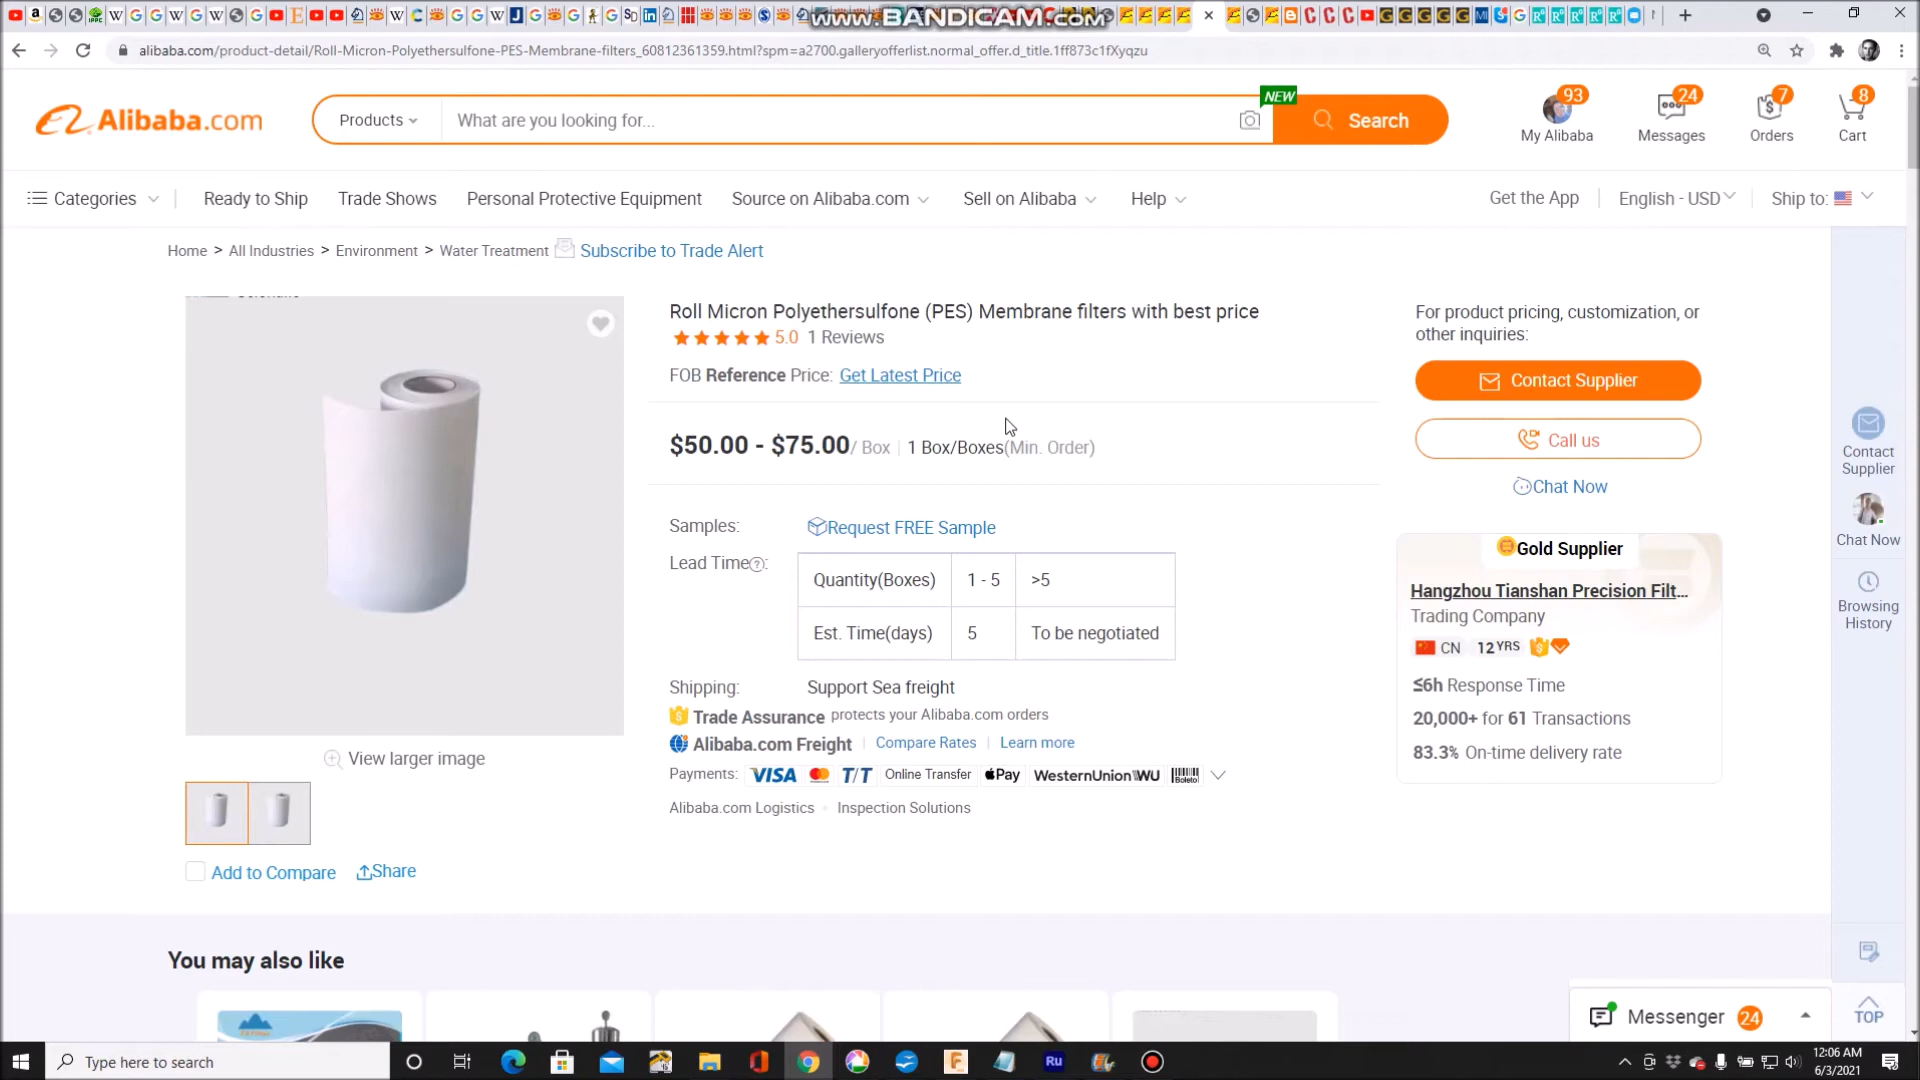 www.BANDICAM.com
alibaba.com/product-detail/Roll-Micron-Polyethersulfone-PES-Membrane-filters_60812361359.html?spm=a2700.galleryofferlist.normal_offer.d_title.1ff873c1fXyqzu
Alibaba.com
Products
What are you looking for...
NEW
Search
93
My Alibaba
24
Messages
7
Orders
8
Cart
Categories
Ready to Ship
Trade Shows
Personal Protective Equipment
Source on Alibaba.com
Sell on Alibaba
Help
Get the App
English - USD
Ship to:
Home > All Industries > Environment > Water Treatment
Subscribe to Trade Alert
Roll Micron Polyethersulfone (PES) Membrane filters with best price
5.0 1 Reviews
FOB Reference Price: Get Latest Price
$50.00 - $75.00/ Box | 1 Box/Boxes(Min. Order)
Samples: Request FREE Sample
Lead Time?:
Quantity(Boxes) 1 - 5 >5
Est. Time(days) 5 To be negotiated
Shipping: Support Sea freight
Trade Assurance protects your Alibaba.com orders
Alibaba.com Freight | Compare Rates | Learn more
Payments: VISA T/T Online Transfer Pay WesternUnion WU Boleto
Alibaba.com Logistics • Inspection Solutions
View larger image
Add to Compare
Share
For product pricing, customization, or
other inquiries:
Contact Supplier
Call us
Chat Now
Gold Supplier
Hangzhou Tianshan Precision Filt...
Trading Company
CN 12 YRS
≤6h Response Time
20,000+ for 61 Transactions
83.3% On-time delivery rate
Contact
Supplier
Chat Now
Browsing
History
You may also like
Messenger 24
TOP
Type here to search
Ru
12:06 AM
6/3/2021